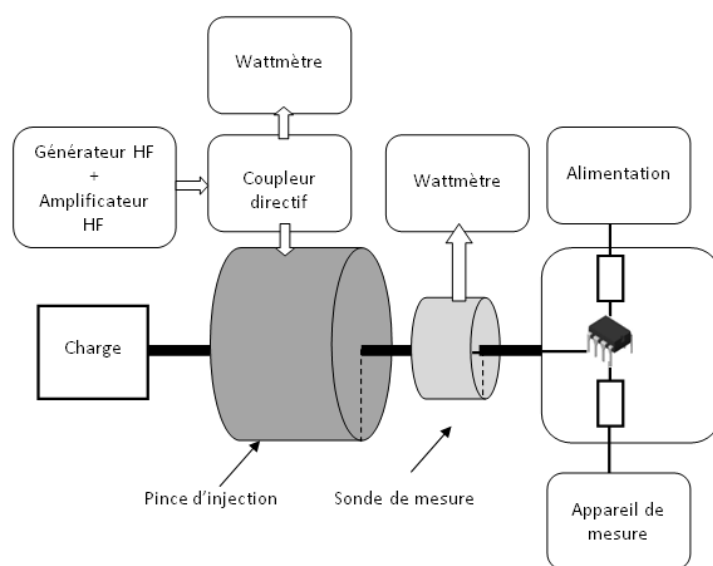 Wattmètre
Générateur HF
+
Amplificateur
HF
Coupleur
directif
Wattmètre
Alimentation
Charge
Pince d'injection
Sonde de mesure
Appareil de
mesure